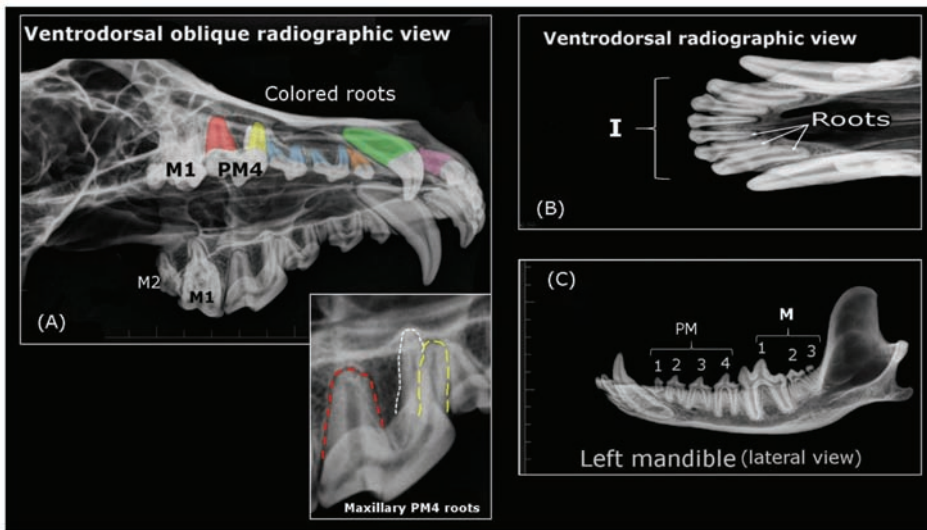 Ventrodorsal oblique radiographic view
Colored roots
M1 PM4
M2
M1
(A)
Maxillary PM4 roots
Ventrodorsal radiographic view
I
Roots
(B)
(C)
PM M
1 2 3 4 1 2 3
Left mandible (lateral view)